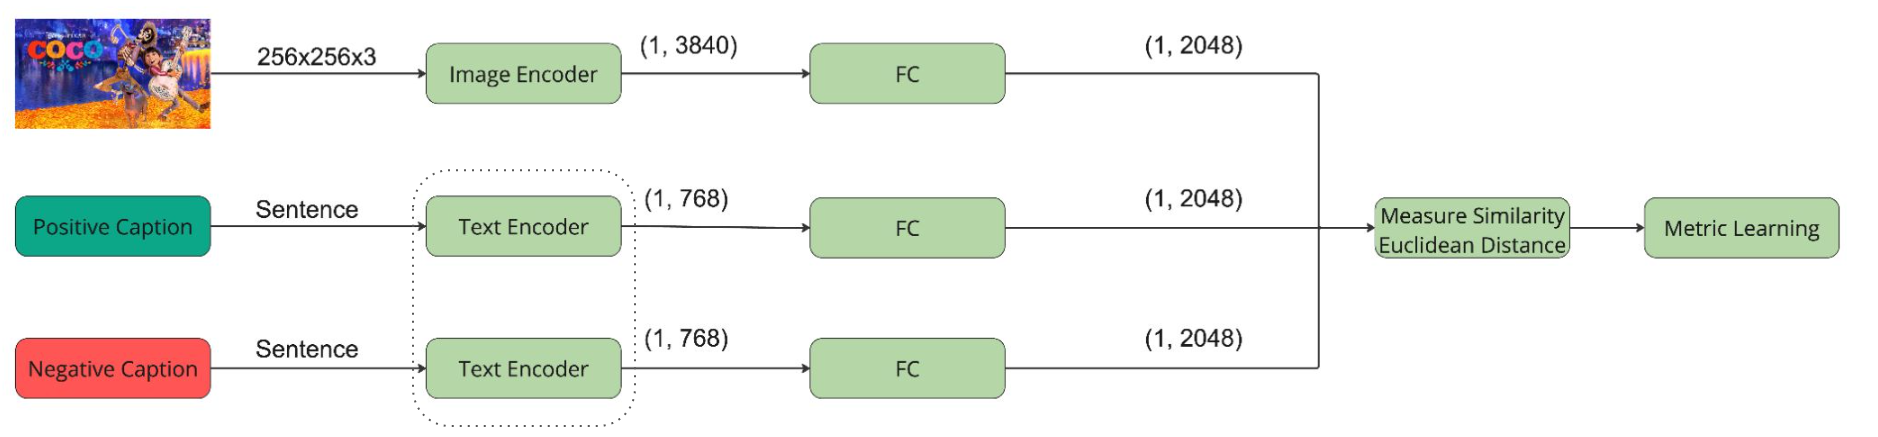 COCO
256x256x3
Image Encoder
(1, 3840)
FC
(1, 2048)
Positive Caption
Sentence
Text Encoder
(1, 768)
FC
(1, 2048)
Measure Similarity
Euclidean Distance
Metric Learning
Negative Caption
Sentence
Text Encoder
(1, 768)
FC
(1, 2048)